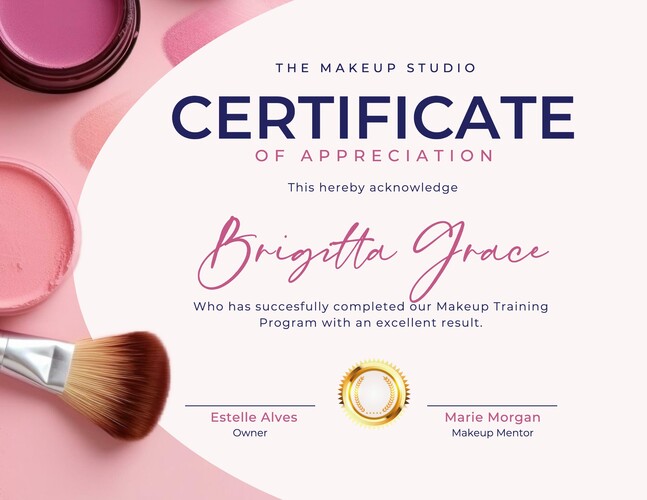 THE MAKEUP STUDIO
CERTIFICATE
OF APPRECIATION
This hereby acknowledge
Brigitta Grace
Who has succesfully completed our Makeup Training
Program with an excellent result.
Estelle Alves
Owner
Marie Morgan
Makeup Mentor